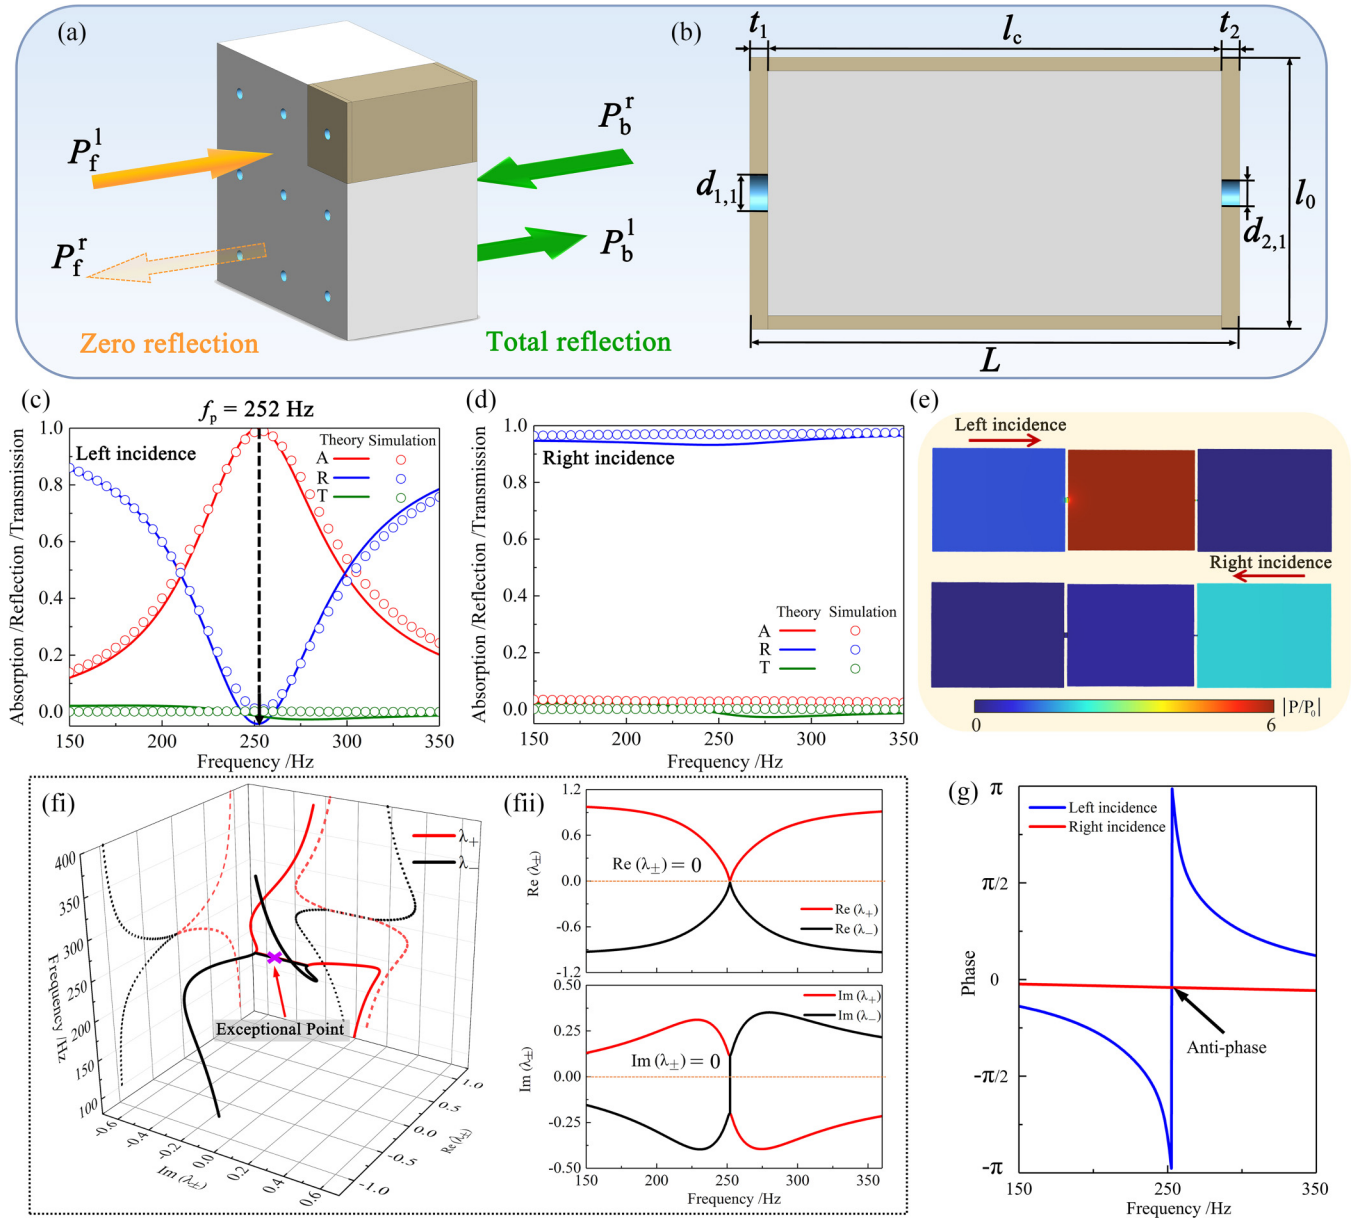 (a)
P_f^l
P_f^r
Zero reflection
P_b^r
P_b^l
Total reflection
(b)
t_1
l_c
t_2
d_{1,1}
l_0
d_{2,1}
L
(c)
f_p = 252 Hz
Left incidence
Theory Simulation
A
R
T
1.0
0.8
0.6
0.4
0.2
0.0
Absorption /Reflection /Transmission
150 200 250 300 350
Frequency /Hz
(d)
Right incidence
Theory Simulation
A
R
T
1.0
0.8
0.6
0.4
0.2
0.0
Absorption /Reflection /Transmission
150 200 250 300 350
Frequency /Hz
(e)
Left incidence
Right incidence
0 6 |P/P_0|
(fi)
λ_+
λ_−
Exceptional Point
400
350
300
250
200
150
100
Frequency /Hz
-0.6 -0.4 -0.2 0.0 0.2 0.4 0.6
Im (λ_±)
-1.0 -0.5 0.0 0.5 1.0
Re (λ_±)
(fii)
1.2
0.6
0.0
-0.6
-1.2
Re (λ_±)
Re (λ_±) = 0
Re (λ_+)
Re (λ_−)
0.50
0.25
0.00
-0.25
-0.50
Im (λ_±)
Im (λ_±) = 0
Im (λ_+)
Im (λ_−)
150 200 250 300 350
Frequency /Hz
(g)
Left incidence
Right incidence
π
π/2
0
-π/2
-π
Phase
Anti-phase
150 250 350
Frequency /Hz